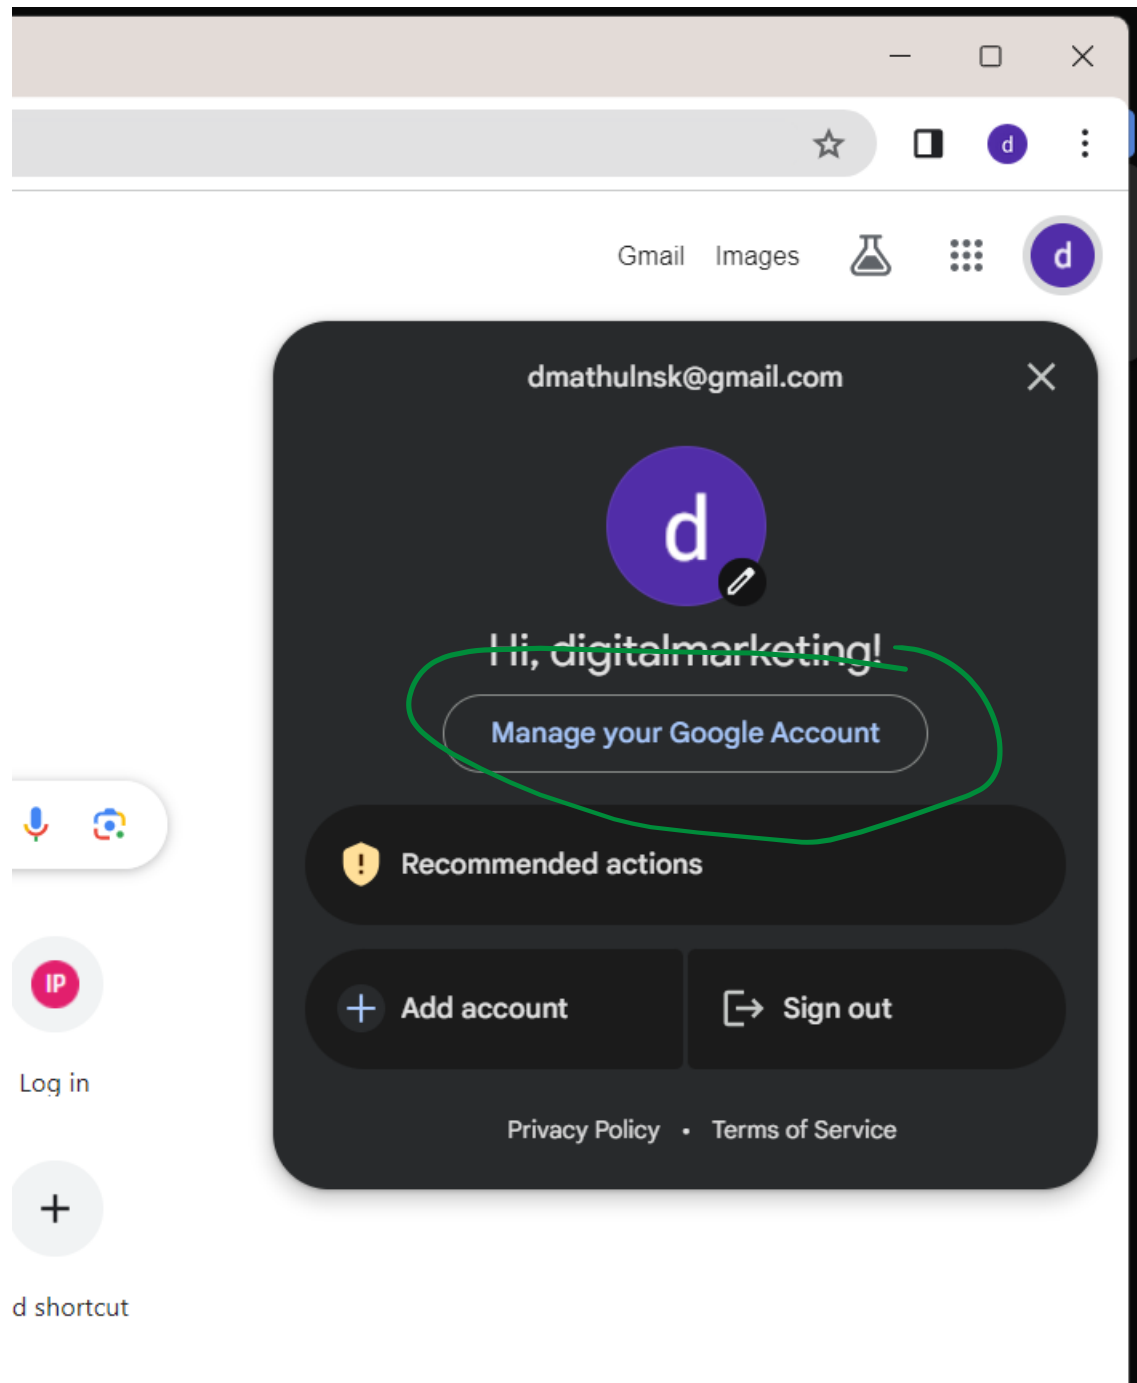 d
Gmail Images
d
dmathulnsk@gmail.com
d
Hi, digitalmarketing!
Manage your Google Account
Recommended actions
IP
Add account
Sign out
Log in
Privacy Policy • Terms of Service
d shortcut